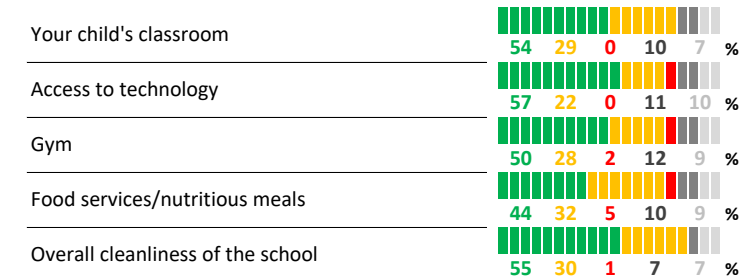 Your child's classroom
54 29 0 10 7 %
Access to technology
57 22 0 11 10 %
Gym
50 28 2 12 9 %
Food services/nutritious meals
44 32 5 10 9 %
Overall cleanliness of the school
55 30 1 7 7 %